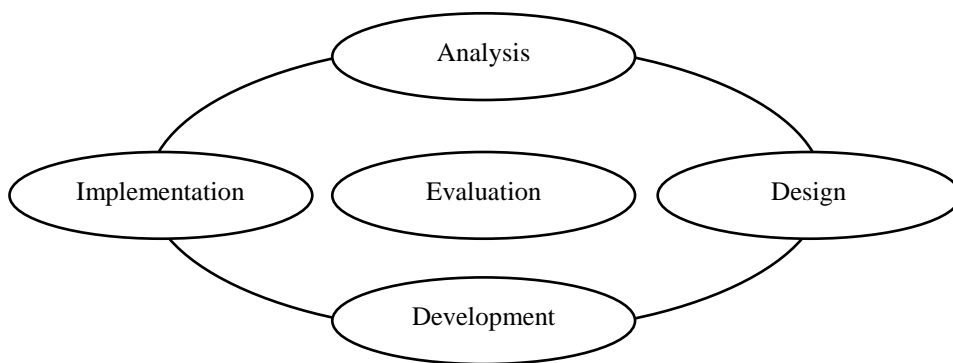 Analysis
Implementation
Evaluation
Design
Development